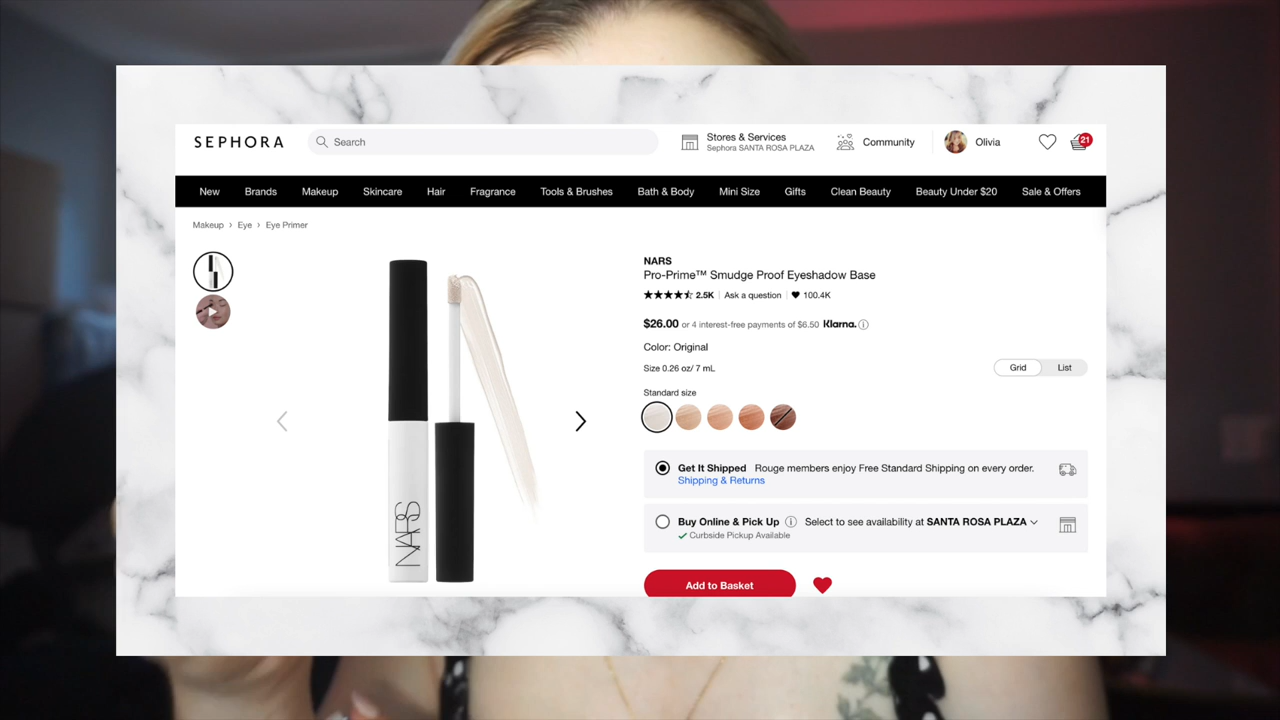 SEPHORA
Search
Stores & Services
Sephora SANTA ROSA PLAZA
Community
Olivia
21
New Brands Makeup Skincare Hair Fragrance Tools & Brushes Bath & Body Mini Size Gifts Clean Beauty Beauty Under $20 Sale & Offers
Makeup › Eye › Eye Primer
NARS
Pro-Prime™ Smudge Proof Eyeshadow Base
2.5K | Ask a question | 100.4K
$26.00 or 4 interest-free payments of $6.50 Klarna.
Color: Original
Size 0.26 oz/ 7 mL
Grid List
Standard size
Get It Shipped Rouge members enjoy Free Standard Shipping on every order.
Shipping & Returns
Buy Online & Pick Up Select to see availability at SANTA ROSA PLAZA
Curbside Pickup Available
Add to Basket
NARS